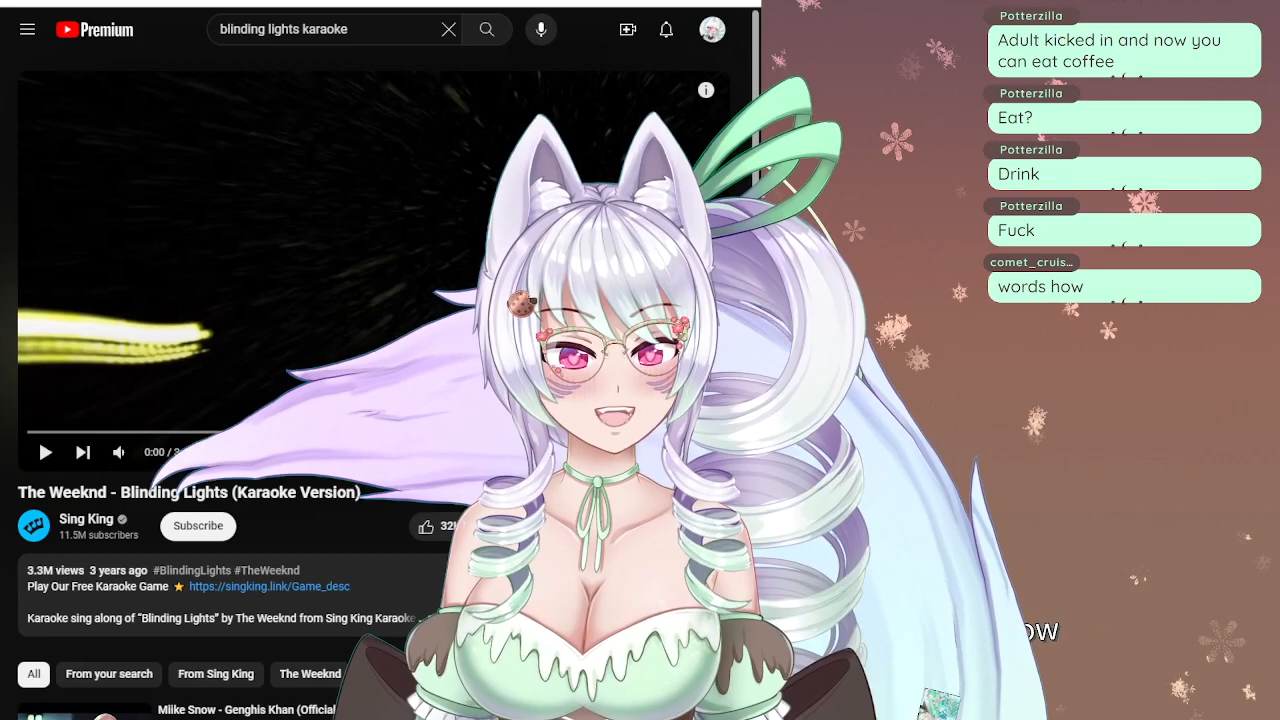 Premium
blinding lights karaoke
0:00 / 3
The Weeknd - Blinding Lights (Karaoke Version)
Sing King
11.5M subscribers
Subscribe
3.3M views 3 years ago #BlindingLights #TheWeeknd
Play Our Free Karaoke Game ⭐ https://singking.link/Game_desc
Karaoke sing along of “Blinding Lights” by The Weeknd from Sing King Karaoke
All
From your search
From Sing King
The Weeknd
Miike Snow - Genghis Khan (Official
Potterzilla
Adult kicked in and now you
can eat coffee
Potterzilla
Eat?
Potterzilla
Drink
Potterzilla
Fuck
comet_cruis...
words how